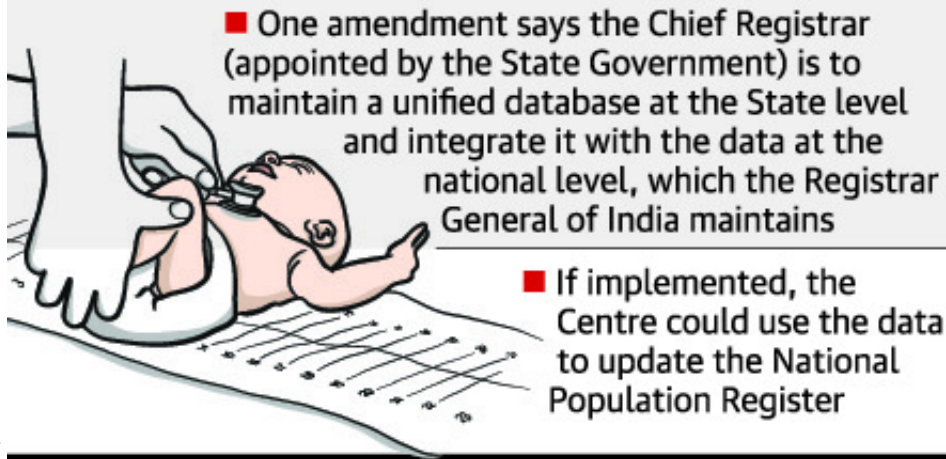 One amendment says the Chief Registrar
(appointed by the State Government) is to
maintain a unified database at the State level
and integrate it with the data at the
national level, which the Registrar
General of India maintains
If implemented, the
Centre could use the data
to update the National
Population Register